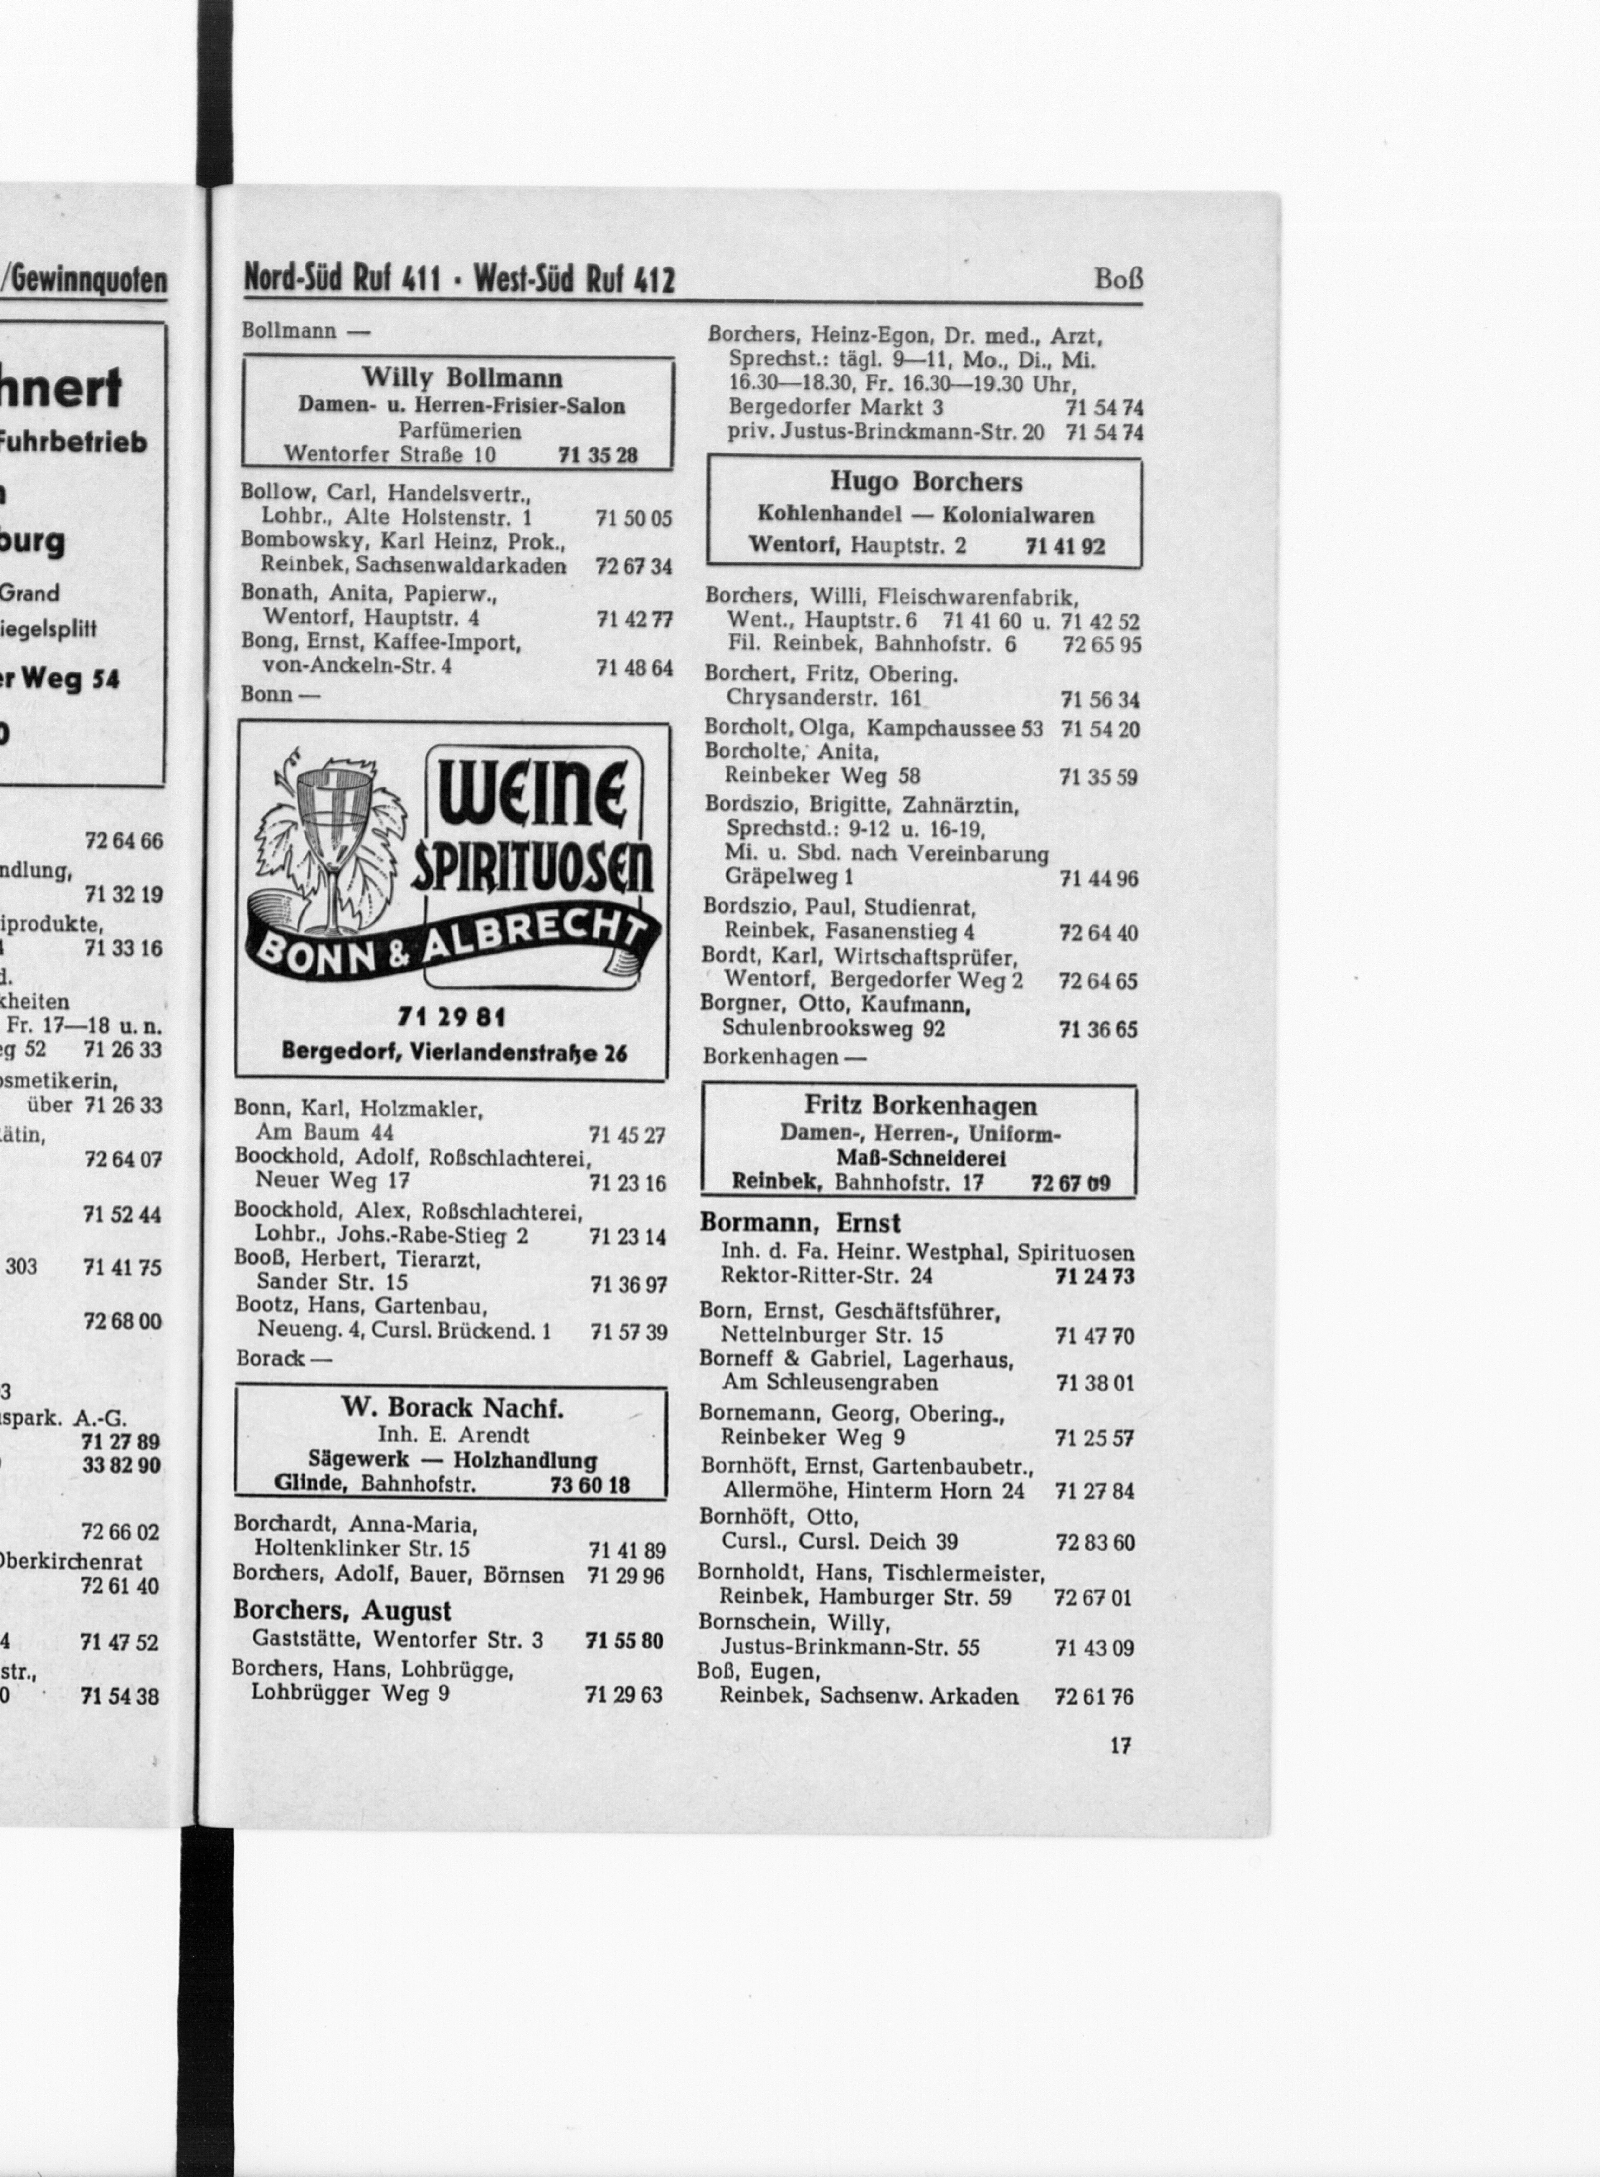 /Gewinnquoten
hnert
Fuhrbetrieb
burg
Grand
iegelsplitt
er Weg 54
0
72 64 66
ndlung,
71 32 19
iprodukte,
71 33 16
d.
kheiten
Fr. 17—18 u. n.
eg 52 71 26 33
osmetikerin,
über 71 26 33
ätin,
72 64 07
71 52 44
303 71 41 75
72 68 00
3
spark. A.-G.
71 27 89
33 82 90
72 66 02
Oberkirchenrat
72 61 40
4 71 47 52
str.,
0 71 54 38
Nord-Süd Ruf 411 · West-Süd Ruf 412
Boß
Bollmann —
Willy Bollmann
Damen- u. Herren-Frisier-Salon
Parfümerien
Wentorfer Straße 10 71 35 28
Bollow, Carl, Handelsvertr.,
Lohbr., Alte Holstenstr. 1 71 50 05
Bombowsky, Karl Heinz, Prok.,
Reinbek, Sachsenwaldarkaden 72 67 34
Bonath, Anita, Papierw.,
Wentorf, Hauptstr. 4 71 42 77
Bong, Ernst, Kaffee-Import,
von-Anckeln-Str. 4 71 48 64
Bonn —
WEINE
SPIRITUOSEN
BONN & ALBRECHT
71 29 81
Bergedorf, Vierlandenstraße 26
Bonn, Karl, Holzmakler,
Am Baum 44 71 45 27
Boockhold, Adolf, Roßschlachterei,
Neuer Weg 17 71 23 16
Boockhold, Alex, Roßschlachterei,
Lohbr., Johs.-Rabe-Stieg 2 71 23 14
Booß, Herbert, Tierarzt,
Sander Str. 15 71 36 97
Bootz, Hans, Gartenbau,
Neueng. 4, Cursl. Brückend. 1 71 57 39
Borack —
W. Borack Nachf.
Inh. E. Arendt
Sägewerk — Holzhandlung
Glinde, Bahnhofstr. 73 60 18
Borchardt, Anna-Maria,
Holtenklinker Str. 15 71 41 89
Borchers, Adolf, Bauer, Börnsen 71 29 96
Borchers, August
Gaststätte, Wentorfer Str. 3 71 55 80
Borchers, Hans, Lohbrügge,
Lohbrügger Weg 9 71 29 63
Borchers, Heinz-Egon, Dr. med., Arzt,
Sprechst.: tägl. 9—11, Mo., Di., Mi.
16.30—18.30, Fr. 16.30—19.30 Uhr,
Bergedorfer Markt 3 71 54 74
priv. Justus-Brinckmann-Str. 20 71 54 74
Hugo Borchers
Kohlenhandel — Kolonialwaren
Wentorf, Hauptstr. 2 71 41 92
Borchers, Willi, Fleischwarenfabrik,
Went., Hauptstr. 6 71 41 60 u. 71 42 52
Fil. Reinbek, Bahnhofstr. 6 72 65 95
Borchert, Fritz, Obering.
Chrysanderstr. 161 71 56 34
Borcholt, Olga, Kampchaussee 53 71 54 20
Borcholte, Anita,
Reinbeker Weg 58 71 35 59
Bordszio, Brigitte, Zahnärztin,
Sprechstd.: 9-12 u. 16-19,
Mi. u. Sbd. nach Vereinbarung
Gräpelweg 1 71 44 96
Bordszio, Paul, Studienrat,
Reinbek, Fasanenstieg 4 72 64 40
Bordt, Karl, Wirtschaftsprüfer,
Wentorf, Bergedorfer Weg 2 72 64 65
Borgner, Otto, Kaufmann,
Schulenbrooksweg 92 71 36 65
Borkenhagen —
Fritz Borkenhagen
Damen-, Herren-, Uniform-
Maß-Schneiderei
Reinbek, Bahnhofstr. 17 72 67 09
Bormann, Ernst
Inh. d. Fa. Heinr. Westphal, Spirituosen
Rektor-Ritter-Str. 24 71 24 73
Born, Ernst, Geschäftsführer,
Nettelnburger Str. 15 71 47 70
Borneff & Gabriel, Lagerhaus,
Am Schleusengraben 71 38 01
Bornemann, Georg, Obering.,
Reinbeker Weg 9 71 25 57
Bornhöft, Ernst, Gartenbaubetr.,
Allermöhe, Hinterm Horn 24 71 27 84
Bornhöft, Otto,
Cursl., Cursl. Deich 39 72 83 60
Bornholdt, Hans, Tischlermeister,
Reinbek, Hamburger Str. 59 72 67 01
Bornschein, Willy,
Justus-Brinkmann-Str. 55 71 43 09
Boß, Eugen,
Reinbek, Sachsenw. Arkaden 72 61 76
17